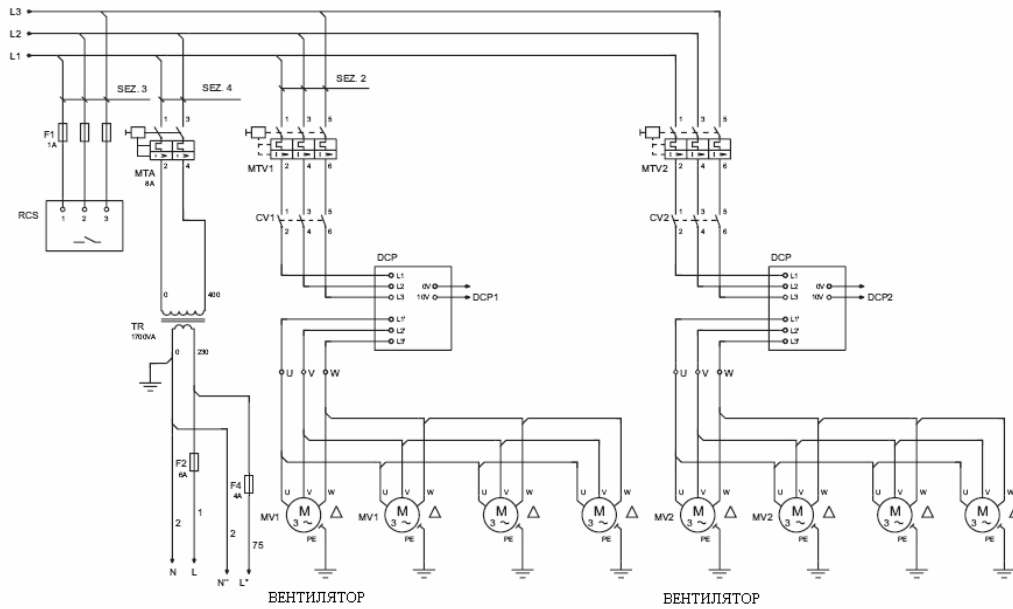 L3
L2
L1
SEZ. 3
SEZ. 4
SEZ. 2
1 3
1 3 5
1 3 5
F1
1A
2 4
2 4 6
2 4 6
MTA
8A
MTV1
MTV2
RCS
1 2 3
CV1
1 3 5
2 4 6
CV2
1 3 5
2 4 6
DCP
L1
L2
L3
0V
10V
DCP1
L1'
L2'
L3'
DCP
L1
L2
L3
0V
10V
DCP2
L1'
L2'
L3'
0 400
TR
1700VA
0 230
U V W
U V W
F2
6A
F4
4A
2 1 2 75
N L N" L"
U V W
U V W
U V W
U V W
U V W
U V W
U V W
U V W
MV1
M
3 ~
PE
MV1
M
3 ~
PE
M
3 ~
PE
M
3 ~
PE
MV2
M
3 ~
PE
MV2
M
3 ~
PE
M
3 ~
PE
M
3 ~
PE
ВЕНТИЛЯТОР
ВЕНТИЛЯТОР